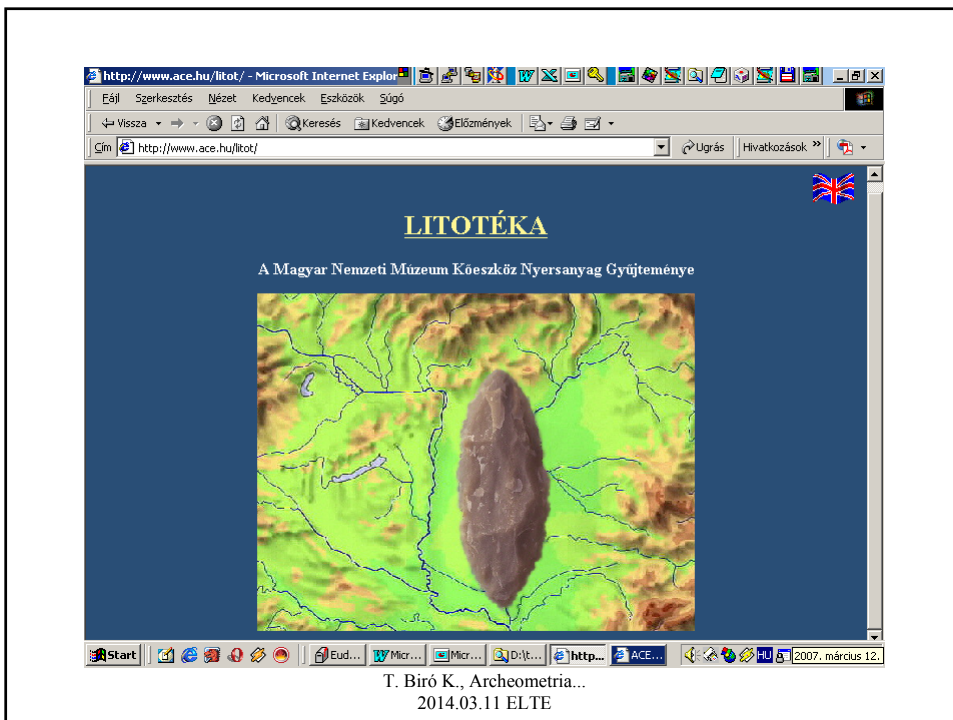 http://www.ace.hu/litot/ - Microsoft Internet Explor
Fájl Szerkesztés Nézet Kedvencek Eszközök Súgó
Vissza Keresés Kedvencek Előzmények
Cím http://www.ace.hu/litot/ Ugrás Hivatkozások »
LITOTÉKA
A Magyar Nemzeti Múzeum Kőeszköz Nyersanyag Gyűjteménye
Start Eud... Micr... Micr... D:\t... http... ACE... HU 2007. március 12.
T. Biró K., Archeometria...
2014.03.11 ELTE